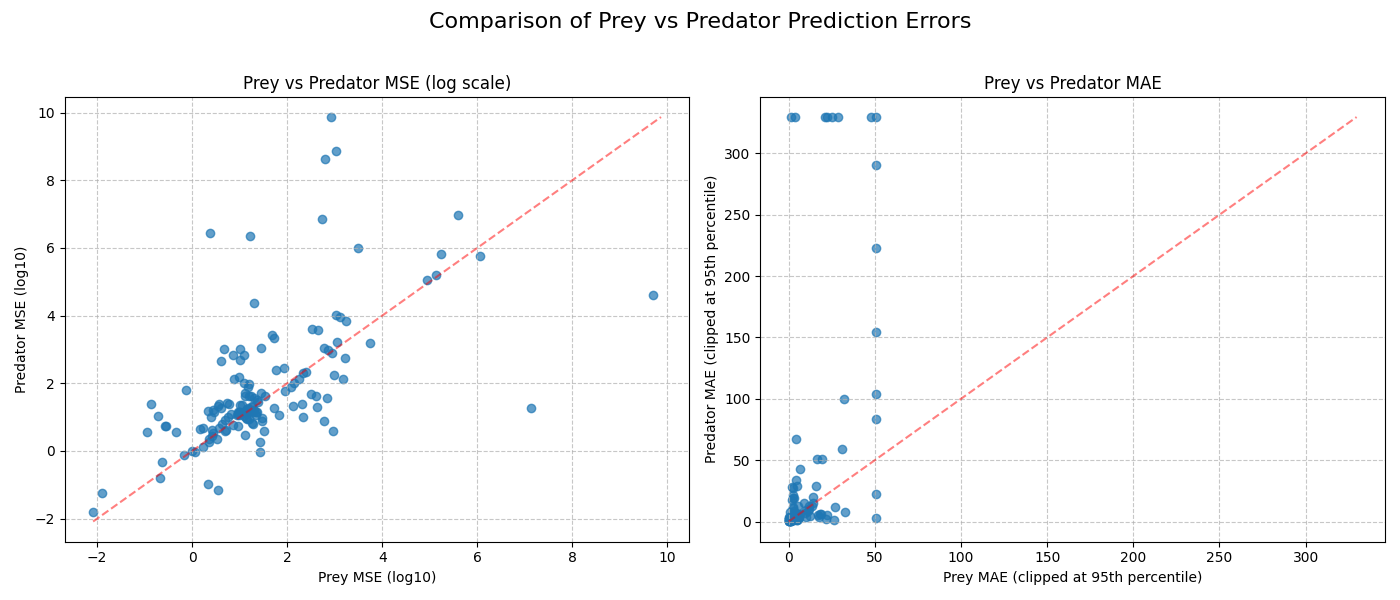 Comparison of Prey vs Predator Prediction Errors
Prey vs Predator MSE (log scale)
Predator MSE (log10)
10
8
6
4
2
0
−2
−2 0 2 4 6 8 10
Prey MSE (log10)
Prey vs Predator MAE
Predator MAE (clipped at 95th percentile)
300
250
200
150
100
50
0
0 50 100 150 200 250 300
Prey MAE (clipped at 95th percentile)